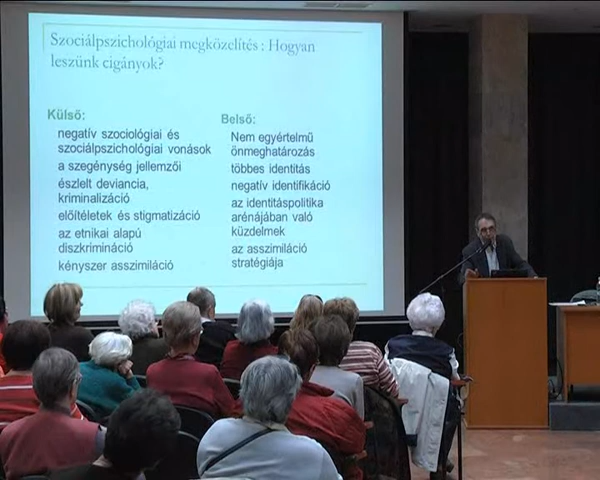 Szociálpszichológiai megközelítés : Hogyan
leszünk cigányok?
Külső:
negatív szociológiai és
szociálpszichológiai vonások
a szegénység jellemzői
észlelt deviancia,
kriminalizáció
előítéletek és stigmatizáció
az etnikai alapú
diszkrimináció
kényszer asszimiláció
Belső:
Nem egyértelmű
önmeghatározás
többes identitás
negatív identifikáció
az identitáspolitika
arénájában való
küzdelmek
az asszimiláció
stratégiája